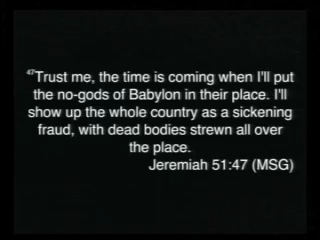 ⁴⁷Trust me, the time is coming when I'll put
the no-gods of Babylon in their place. I'll
show up the whole country as a sickening
fraud, with dead bodies strewn all over
the place.
Jeremiah 51:47 (MSG)